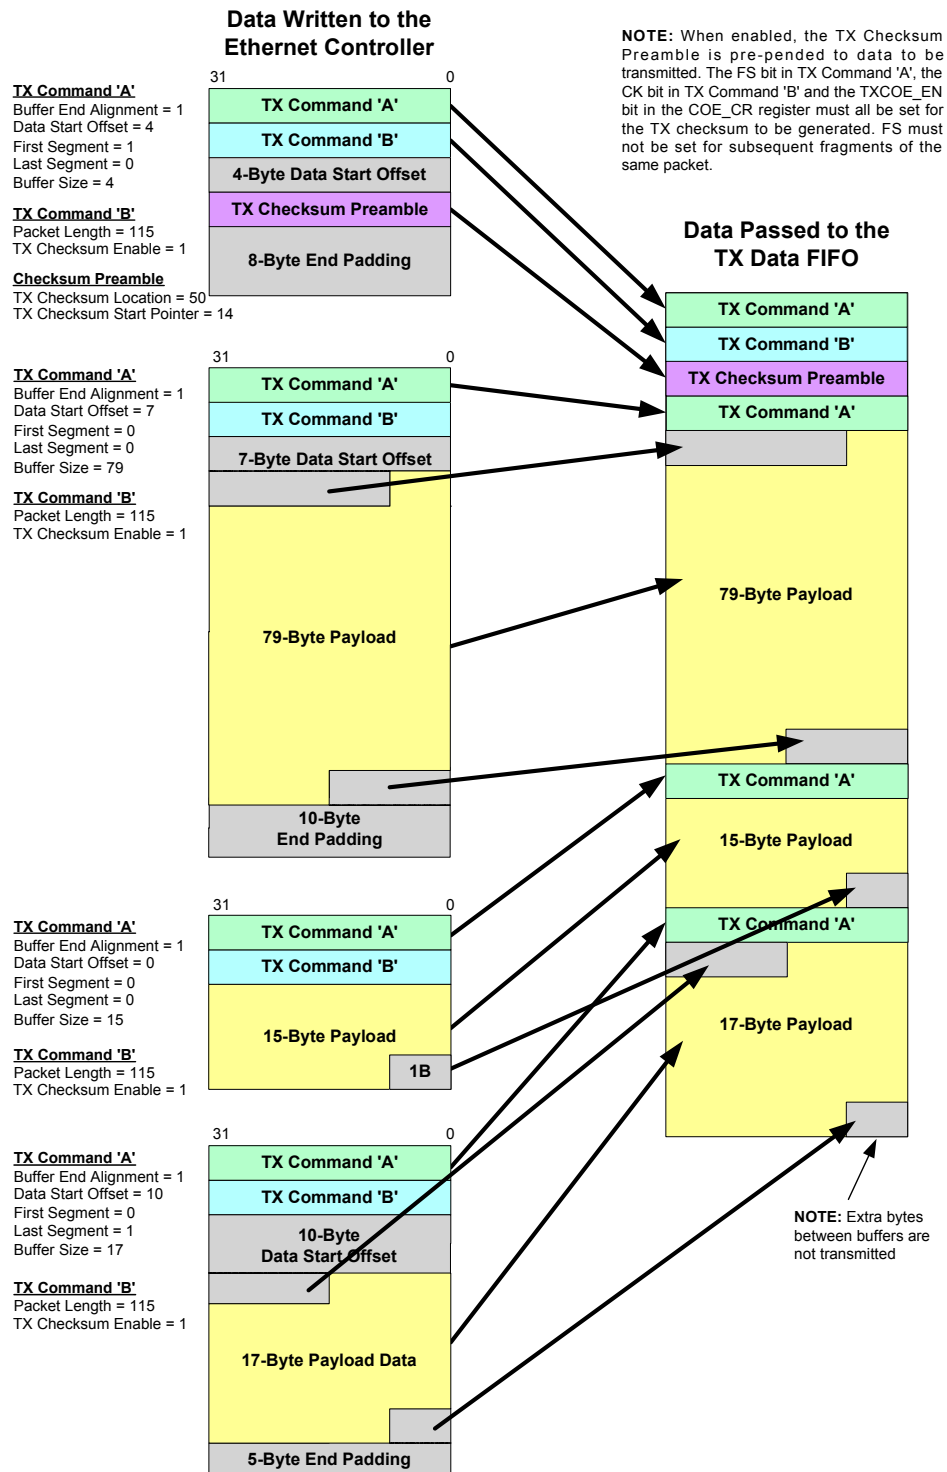 Data Written to the
Ethernet Controller
NOTE: When enabled, the TX Checksum
Preamble is pre-pended to data to be
transmitted. The FS bit in TX Command 'A', the
CK bit in TX Command 'B' and the TXCOE_EN
bit in the COE_CR register must all be set for
the TX checksum to be generated. FS must
not be set for subsequent fragments of the
same packet.
31 0
TX Command 'A'
Buffer End Alignment = 1
Data Start Offset = 4
First Segment = 1
Last Segment = 0
Buffer Size = 4
TX Command 'B'
Packet Length = 115
TX Checksum Enable = 1
Checksum Preamble
TX Checksum Location = 50
TX Checksum Start Pointer = 14
TX Command 'A'
TX Command 'B'
4-Byte Data Start Offset
TX Checksum Preamble
8-Byte End Padding
Data Passed to the
TX Data FIFO
TX Command 'A'
TX Command 'B'
TX Checksum Preamble
TX Command 'A'
79-Byte Payload
TX Command 'A'
15-Byte Payload
TX Command 'A'
17-Byte Payload
NOTE: Extra bytes
between buffers are
not transmitted
31 0
TX Command 'A'
Buffer End Alignment = 1
Data Start Offset = 7
First Segment = 0
Last Segment = 0
Buffer Size = 79
TX Command 'B'
Packet Length = 115
TX Checksum Enable = 1
TX Command 'A'
TX Command 'B'
7-Byte Data Start Offset
79-Byte Payload
10-Byte
End Padding
31 0
TX Command 'A'
Buffer End Alignment = 1
Data Start Offset = 0
First Segment = 0
Last Segment = 0
Buffer Size = 15
TX Command 'B'
Packet Length = 115
TX Checksum Enable = 1
TX Command 'A'
TX Command 'B'
15-Byte Payload
1B
31 0
TX Command 'A'
Buffer End Alignment = 1
Data Start Offset = 10
First Segment = 0
Last Segment = 1
Buffer Size = 17
TX Command 'B'
Packet Length = 115
TX Checksum Enable = 1
TX Command 'A'
TX Command 'B'
10-Byte
Data Start Offset
17-Byte Payload Data
5-Byte End Padding